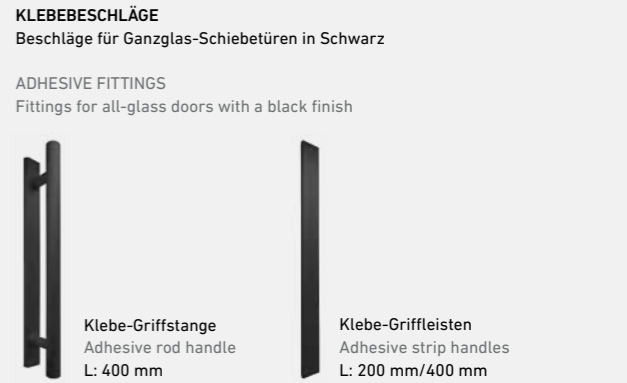 KLEBEBESCHLÄGE
Beschläge für Ganzglas-Schiebetüren in Schwarz
ADHESIVE FITTINGS
Fittings for all-glass doors with a black finish
Klebe-Griffstange
Adhesive rod handle
L: 400 mm
Klebe-Griffleisten
Adhesive strip handles
L: 200 mm/400 mm